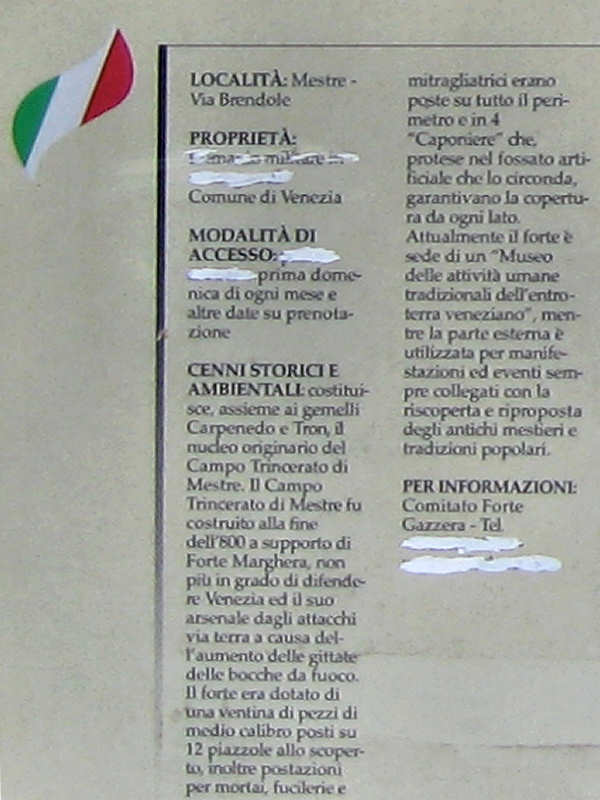 LOCALITÀ: Mestre -
Via Brendole
PROPRIETÀ:
Comune di Venezia
MODALITÀ DI
ACCESSO:
prima dome-
nica di ogni mese e
altre date su prenota-
zione
CENNI STORICI E
AMBIENTALI: costitui-
sce, assieme ai gemelli
Carpenedo e Tron, il
nucleo originario del
Campo Trincerato di
Mestre. Il Campo
Trincerato di Mestre fu
costruito alla fine
dell'800 a supporto di
Forte Marghera, non
più in grado di difende-
re Venezia ed il suo
arsenale dagli attacchi
via terra a causa del-
l'aumento delle gittate
delle bocche da fuoco.
Il forte era dotato di
una ventina di pezzi di
medio calibro posti su
12 piazzole allo scoper-
to, inoltre postazioni
per mortai, fucilerie e
mitragliatrici erano
poste su tutto il peri-
metro e in 4
"Caponiere" che,
protese nel fossato arti-
ficiale che lo circonda,
garantivano la copertu-
ra da ogni lato.
Attualmente il forte è
sede di un "Museo
delle attività umane
tradizionali dell'entro-
terra veneziano", men-
tre la parte esterna è
utilizzata per manife-
stazioni ed eventi sem-
pre collegati con la
riscoperta e riproposta
degli antichi mestieri e
tradizioni popolari.
PER INFORMAZIONI:
Comitato Forte
Gazzera - Tel.